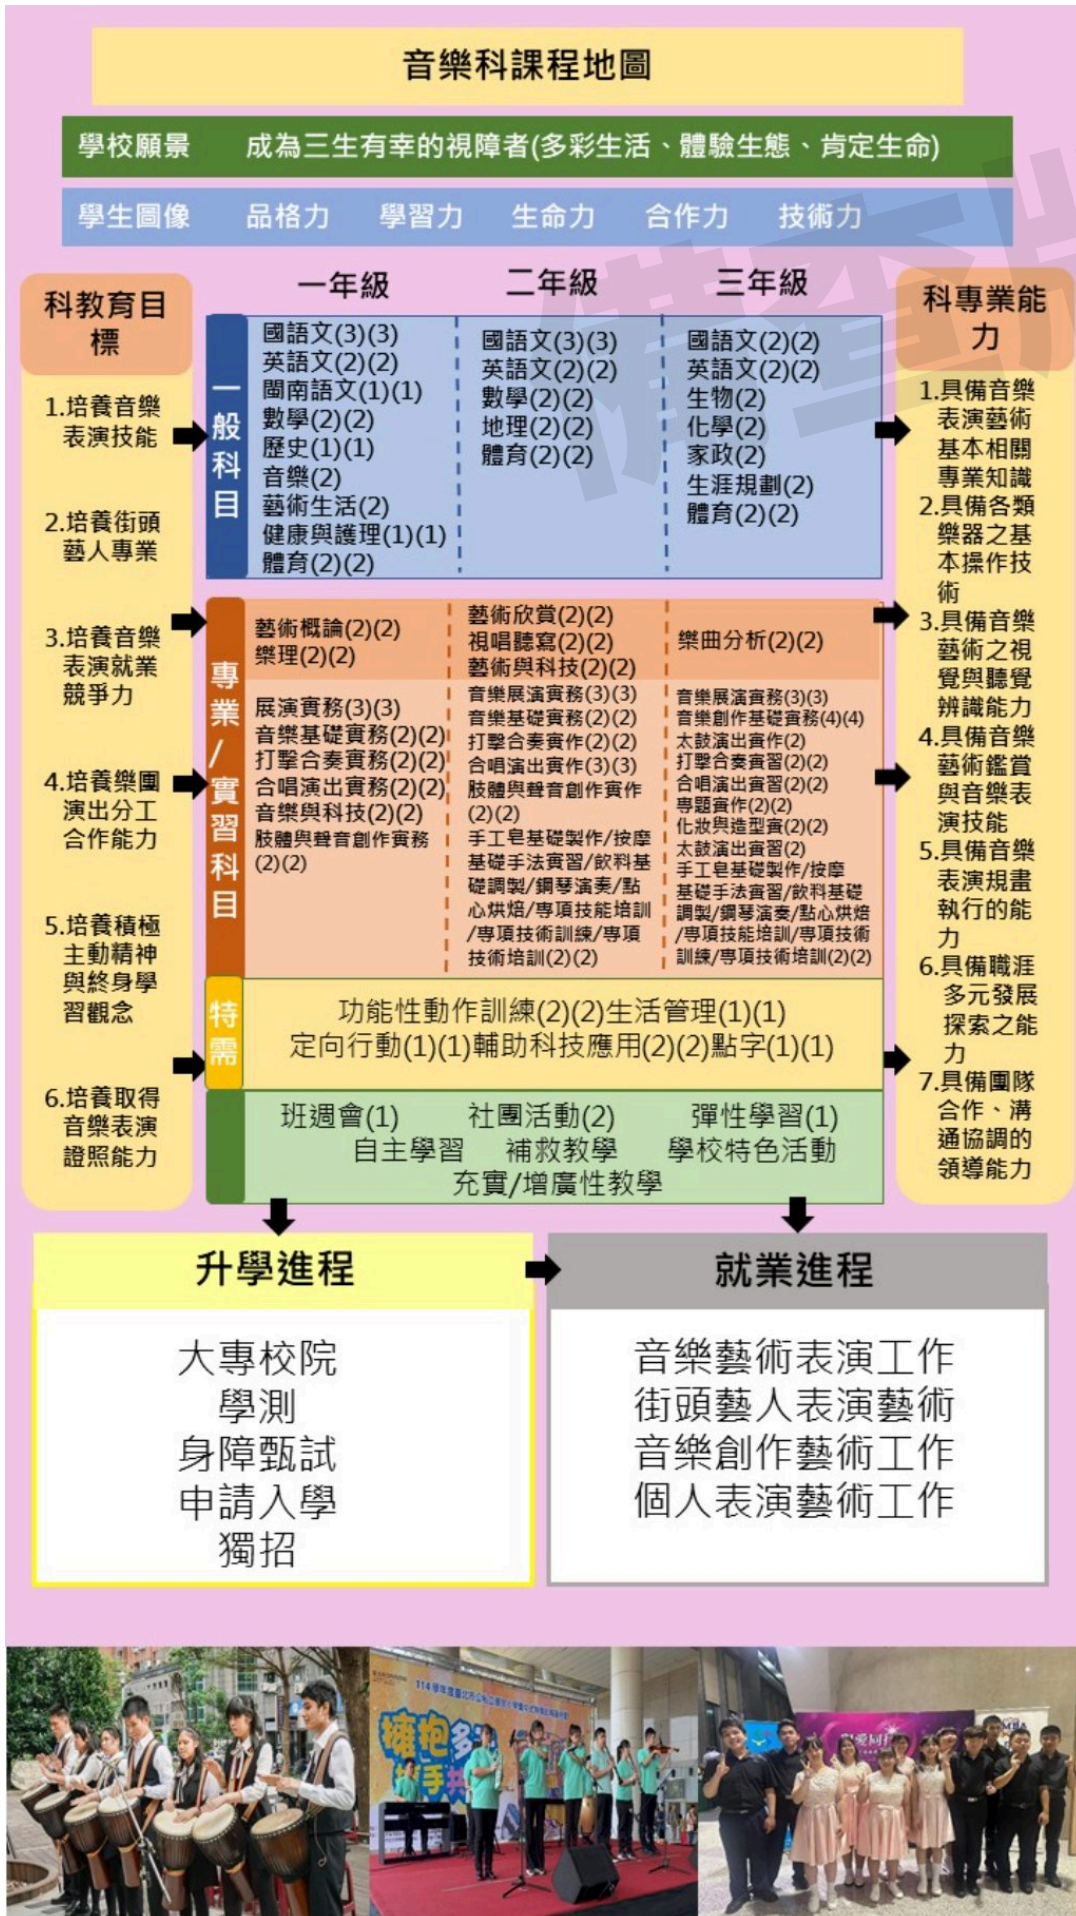 音樂科課程地圖
學校願景 成為三生有幸的視障者(多彩生活、體驗生態、肯定生命)
學生圖像 品格力 學習力 生命力 合作力 技術力
備查版
科教育目
標
1.培養音樂
表演技能
2.培養街頭
藝人專業
3.培養音樂
表演就業
競爭力
4.培養樂團
演出分工
合作能力
5.培養積極
主動精神
與終身學
習觀念
6.培養取得
音樂表演
證照能力
一年級
二年級
三年級
一般科目
國語文(3)(3)
英語文(2)(2)
閩南語文(1)(1)
數學(2)(2)
歷史(1)(1)
音樂(2)
藝術生活(2)
健康與護理(1)(1)
體育(2)(2)
國語文(3)(3)
英語文(2)(2)
數學(2)(2)
地理(2)(2)
體育(2)(2)
國語文(2)(2)
英語文(2)(2)
生物(2)
化學(2)
家政(2)
生涯規劃(2)
體育(2)(2)
專業/實習科目
藝術概論(2)(2)
樂理(2)(2)
展演實務(3)(3)
音樂基礎實務(2)(2)
打擊合奏實務(2)(2)
合唱演出實務(2)(2)
音樂與科技(2)(2)
肢體與聲音創作實務
(2)(2)
藝術欣賞(2)(2)
視唱聽寫(2)(2)
藝術與科技(2)(2)
音樂展演實務(3)(3)
音樂基礎實務(2)(2)
打擊合奏實作(2)(2)
合唱演出實作(3)(3)
肢體與聲音創作實作
(2)(2)
手工皂基礎製作/按摩
基礎手法實習/飲料基
礎調製/鋼琴演奏/點
心烘焙/專項技能培訓
/專項技術訓練/專項
技術培訓(2)(2)
樂曲分析(2)(2)
音樂展演實務(3)(3)
音樂創作基礎實務(4)(4)
太鼓演出實作(2)
打擊合奏實習(2)(2)
合唱演出實習(2)(2)
專題實作(2)(2)
化妝與造型實(2)(2)
太鼓演出實習(2)
手工皂基礎製作/按摩
基礎手法實習/飲料基礎
調製/鋼琴演奏/點心烘焙
/專項技能培訓/專項技術
訓練/專項技術培訓(2)(2)
特需
功能性動作訓練(2)(2)生活管理(1)(1)
定向行動(1)(1)輔助科技應用(2)(2)點字(1)(1)
班週會(1) 社團活動(2) 彈性學習(1)
自主學習 補救教學 學校特色活動
充實/增廣性教學
科專業能
力
1.具備音樂
表演藝術
基本相關
專業知識
2.具備各類
樂器之基
本操作技
術
3.具備音樂
藝術之視
覺與聽覺
辨識能力
4.具備音樂
藝術鑑賞
與音樂表
演技能
5.具備音樂
表演規畫
執行的能
力
6.具備職涯
多元發展
探索之能
力
7.具備團隊
合作、溝
通協調的
領導能力
升學進程
大專校院
學測
身障甄試
申請入學
獨招
就業進程
音樂藝術表演工作
街頭藝人表演藝術
音樂創作藝術工作
個人表演藝術工作
擁抱多